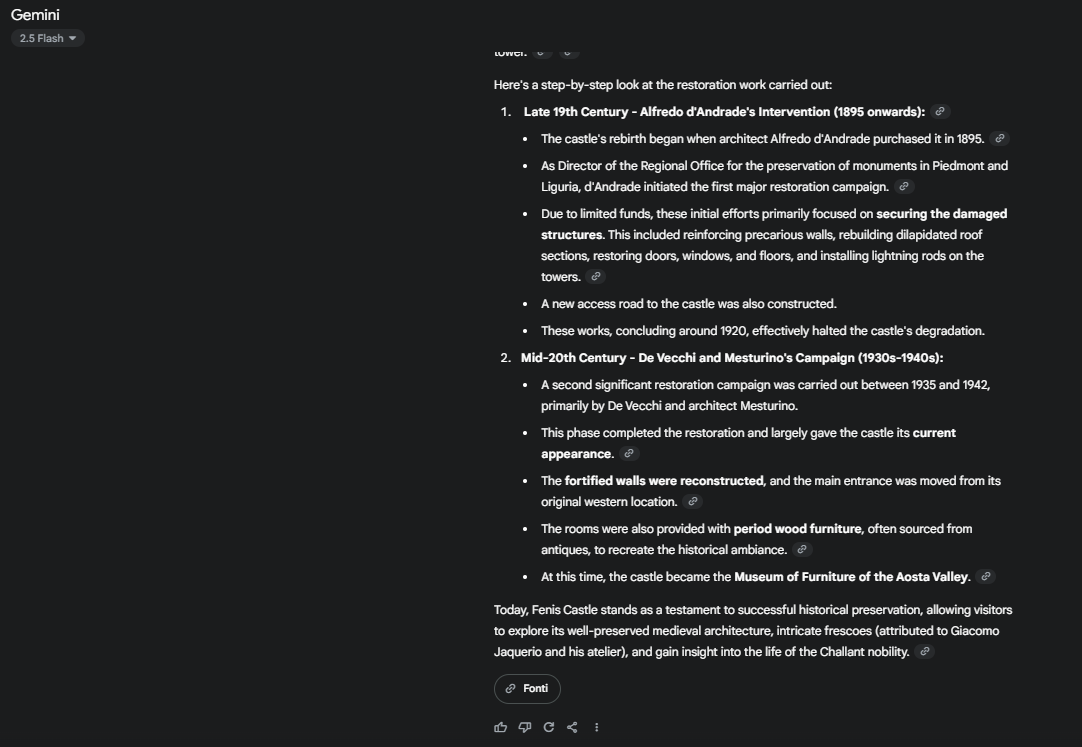 Gemini
2.5 Flash
tower.
Here's a step-by-step look at the restoration work carried out:
1. Late 19th Century - Alfredo d'Andrade's Intervention (1895 onwards):
• The castle's rebirth began when architect Alfredo d'Andrade purchased it in 1895.
• As Director of the Regional Office for the preservation of monuments in Piedmont and
Liguria, d'Andrade initiated the first major restoration campaign.
• Due to limited funds, these initial efforts primarily focused on securing the damaged
structures. This included reinforcing precarious walls, rebuilding dilapidated roof
sections, restoring doors, windows, and floors, and installing lightning rods on the
towers.
• A new access road to the castle was also constructed.
• These works, concluding around 1920, effectively halted the castle's degradation.
2. Mid-20th Century - De Vecchi and Mesturino's Campaign (1930s-1940s):
• A second significant restoration campaign was carried out between 1935 and 1942,
primarily by De Vecchi and architect Mesturino.
• This phase completed the restoration and largely gave the castle its current
appearance.
• The fortified walls were reconstructed, and the main entrance was moved from its
original western location.
• The rooms were also provided with period wood furniture, often sourced from
antiques, to recreate the historical ambiance.
• At this time, the castle became the Museum of Furniture of the Aosta Valley.
Today, Fenis Castle stands as a testament to successful historical preservation, allowing visitors
to explore its well-preserved medieval architecture, intricate frescoes (attributed to Giacomo
Jaquerio and his atelier), and gain insight into the life of the Challant nobility.
Fonti